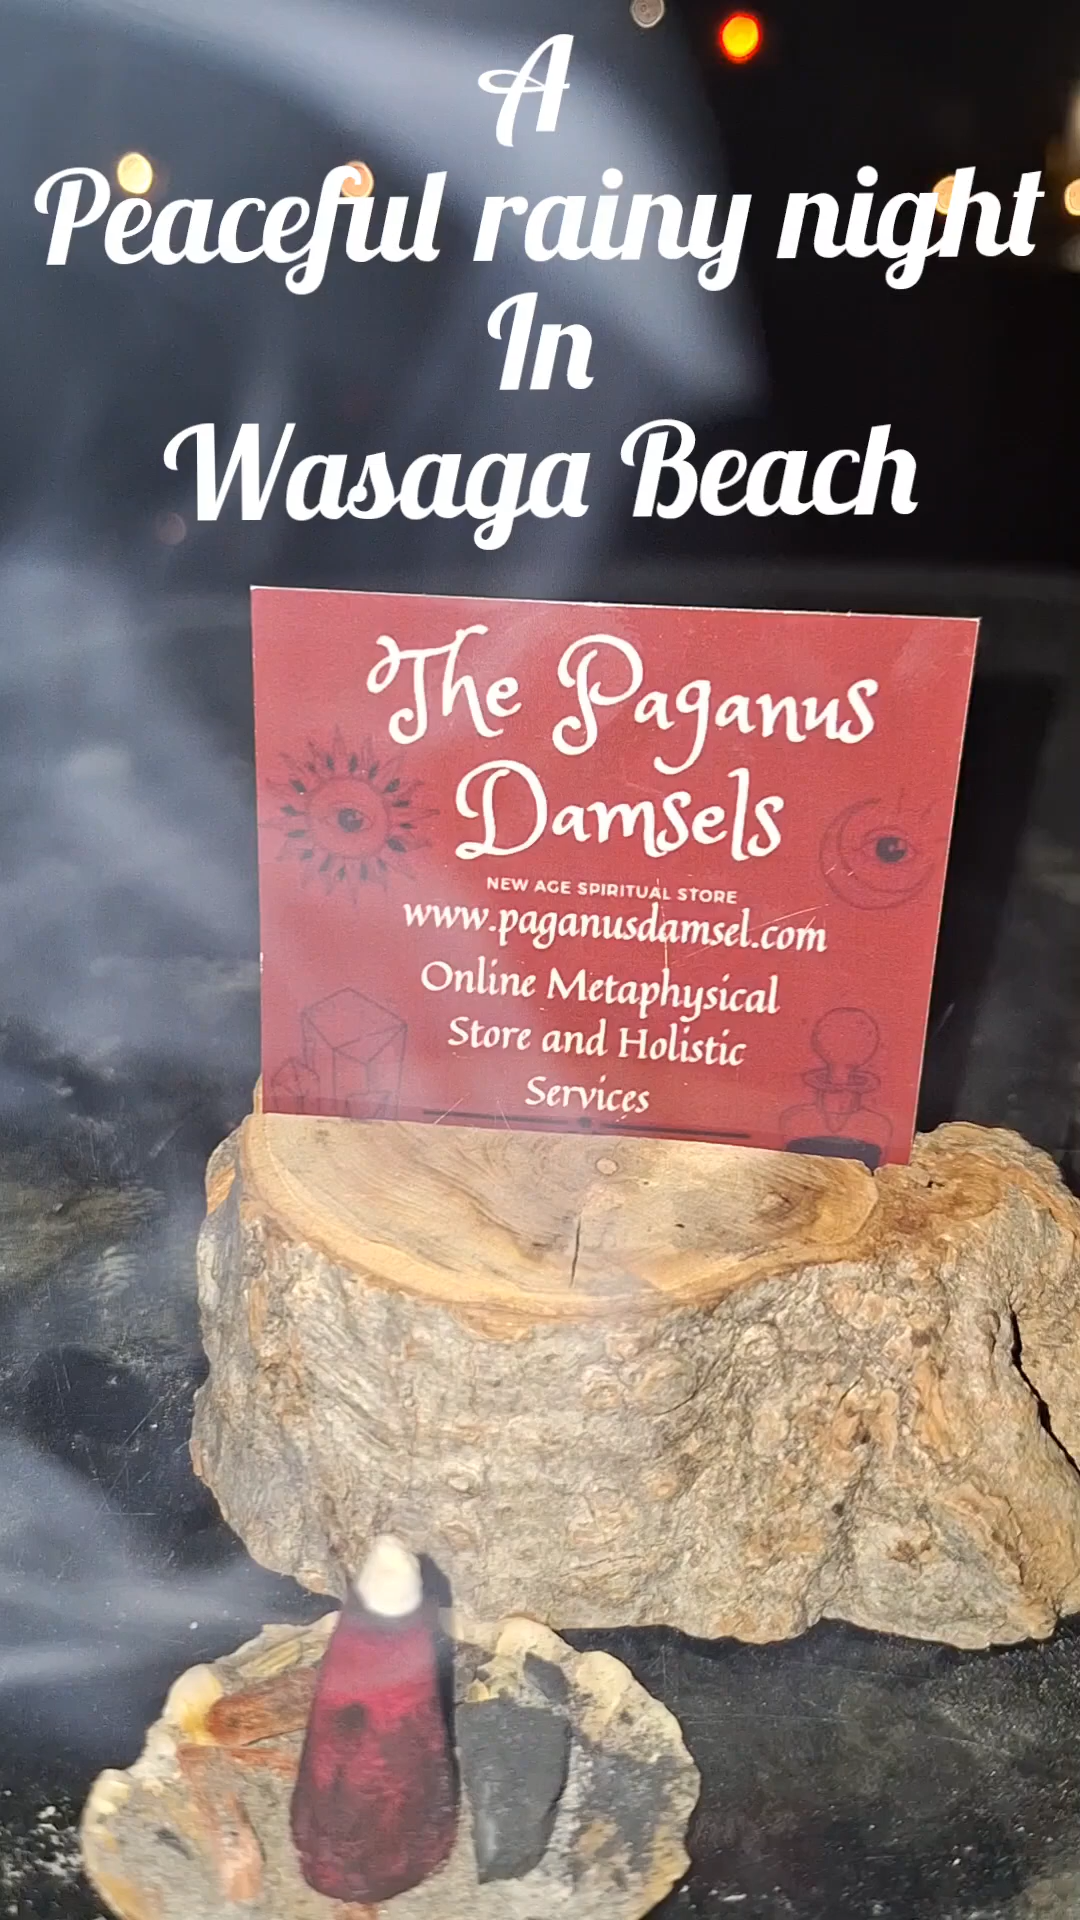 A
Peaceful rainy night
In
Wasaga Beach
The Paganus
Damsels
NEW AGE SPIRITUAL STORE
www.paganusdamsel.com
Online Metaphysical
Store and Holistic
Services